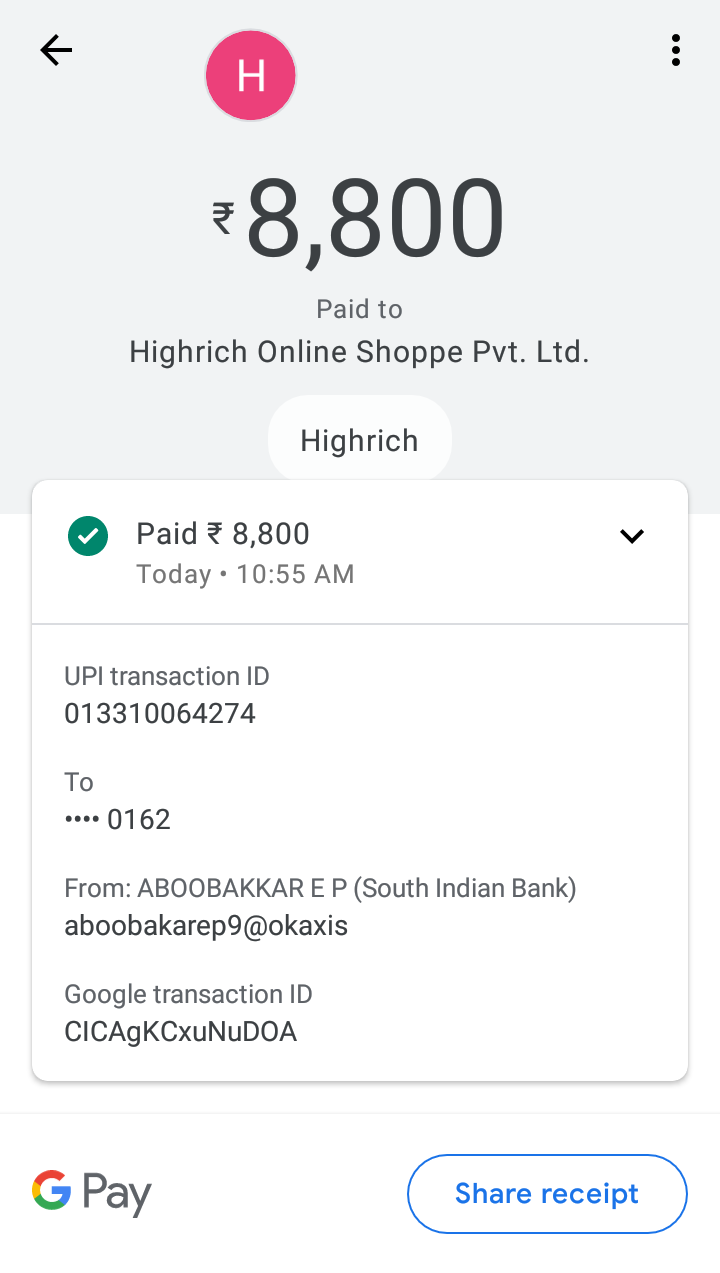 H
₹8,800
Paid to
Highrich Online Shoppe Pvt. Ltd.
Highrich
Paid ₹ 8,800
Today • 10:55 AM
UPI transaction ID
013310064274
To
•••• 0162
From: ABOOBAKKAR E P (South Indian Bank)
aboobakarep9@okaxis
Google transaction ID
CICAgKCxuNuDOA
G Pay
Share receipt